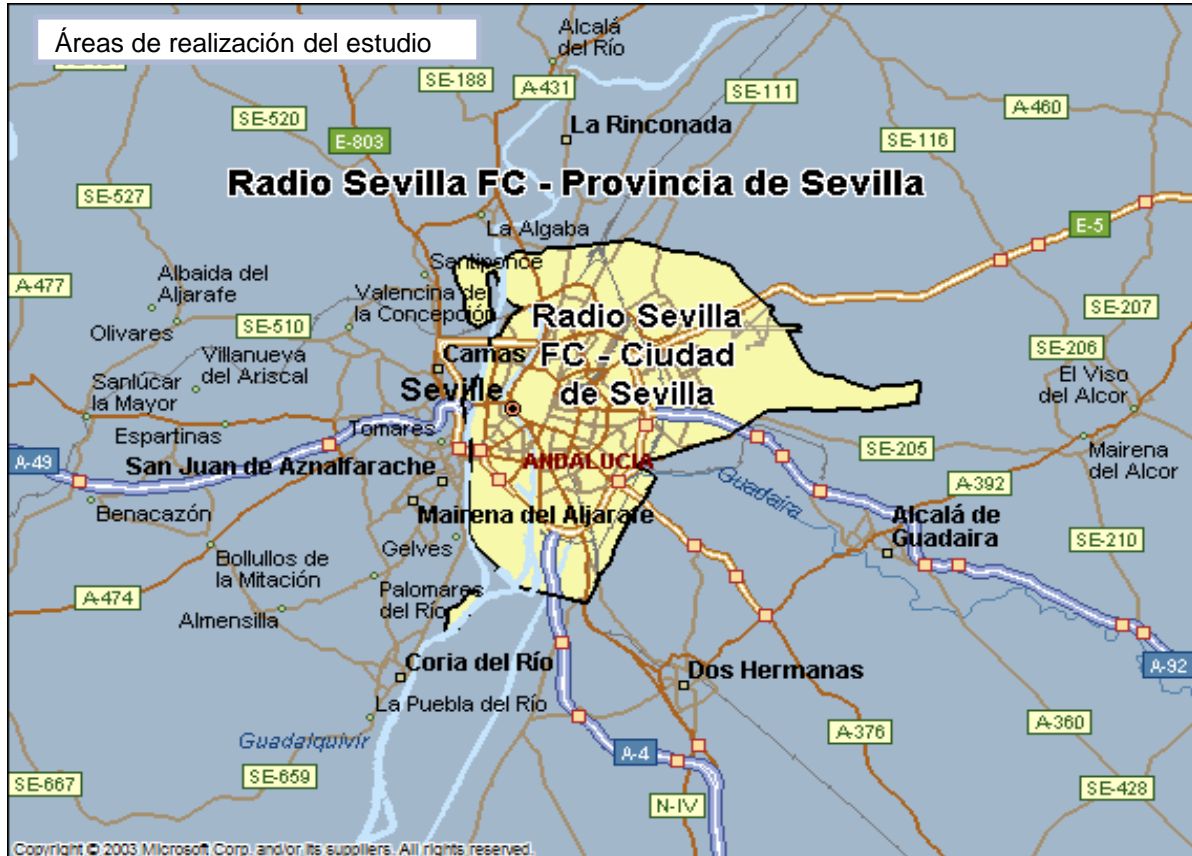 Áreas de realización del estudio
Alcalá
del Río
SE-188
A-431
SE-111
A-460
SE-520
E-803
La Rinconada
SE-116
Radio Sevilla FC - Provincia de Sevilla
SE-527
La Algaba
E-5
Santiponce
A-477
Albaida del
Aljarafe
Valencina de
la Concepción
Radio Sevilla
FC - Ciudad
de Sevilla
SE-207
Olivares
SE-510
Villanueva
del Ariscal
Camas
SE-206
Sanlúcar
la Mayor
Seville
El Viso
del Alcor
Espartinas
Tomares
SE-205
A-49
San Juan de Aznalfarache
ANDALUCIA
Mairena
del Alcor
Guadaira
A-392
Benacazón
Mairena del Aljarafe
Alcalá de
Guadaira
Gelves
SE-210
Bollullos de
la Mitación
A-474
Palomares
del Río
Almensilla
Coria del Río
Dos Hermanas
A-92
La Puebla del Río
A-360
A-376
Guadalquivir
A-4
SE-667
SE-659
SE-428
N-IV
Copyright © 2003 Microsoft Corp. and/or its suppliers. All rights reserved.